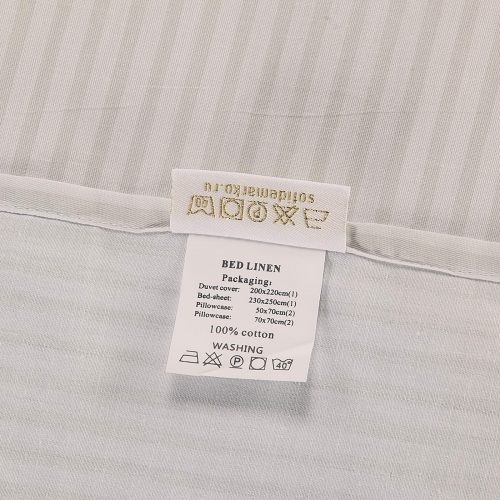 sofidemarko.ru
40 P
BED LINEN
Packaging:
Duvet cover: 200x220cm(1)
Bed-sheet: 230x250cm(1)
Pillowcase: 50x70cm(2)
Pillowcase: 70x70cm(2)
100% cotton
WASHING
P 40